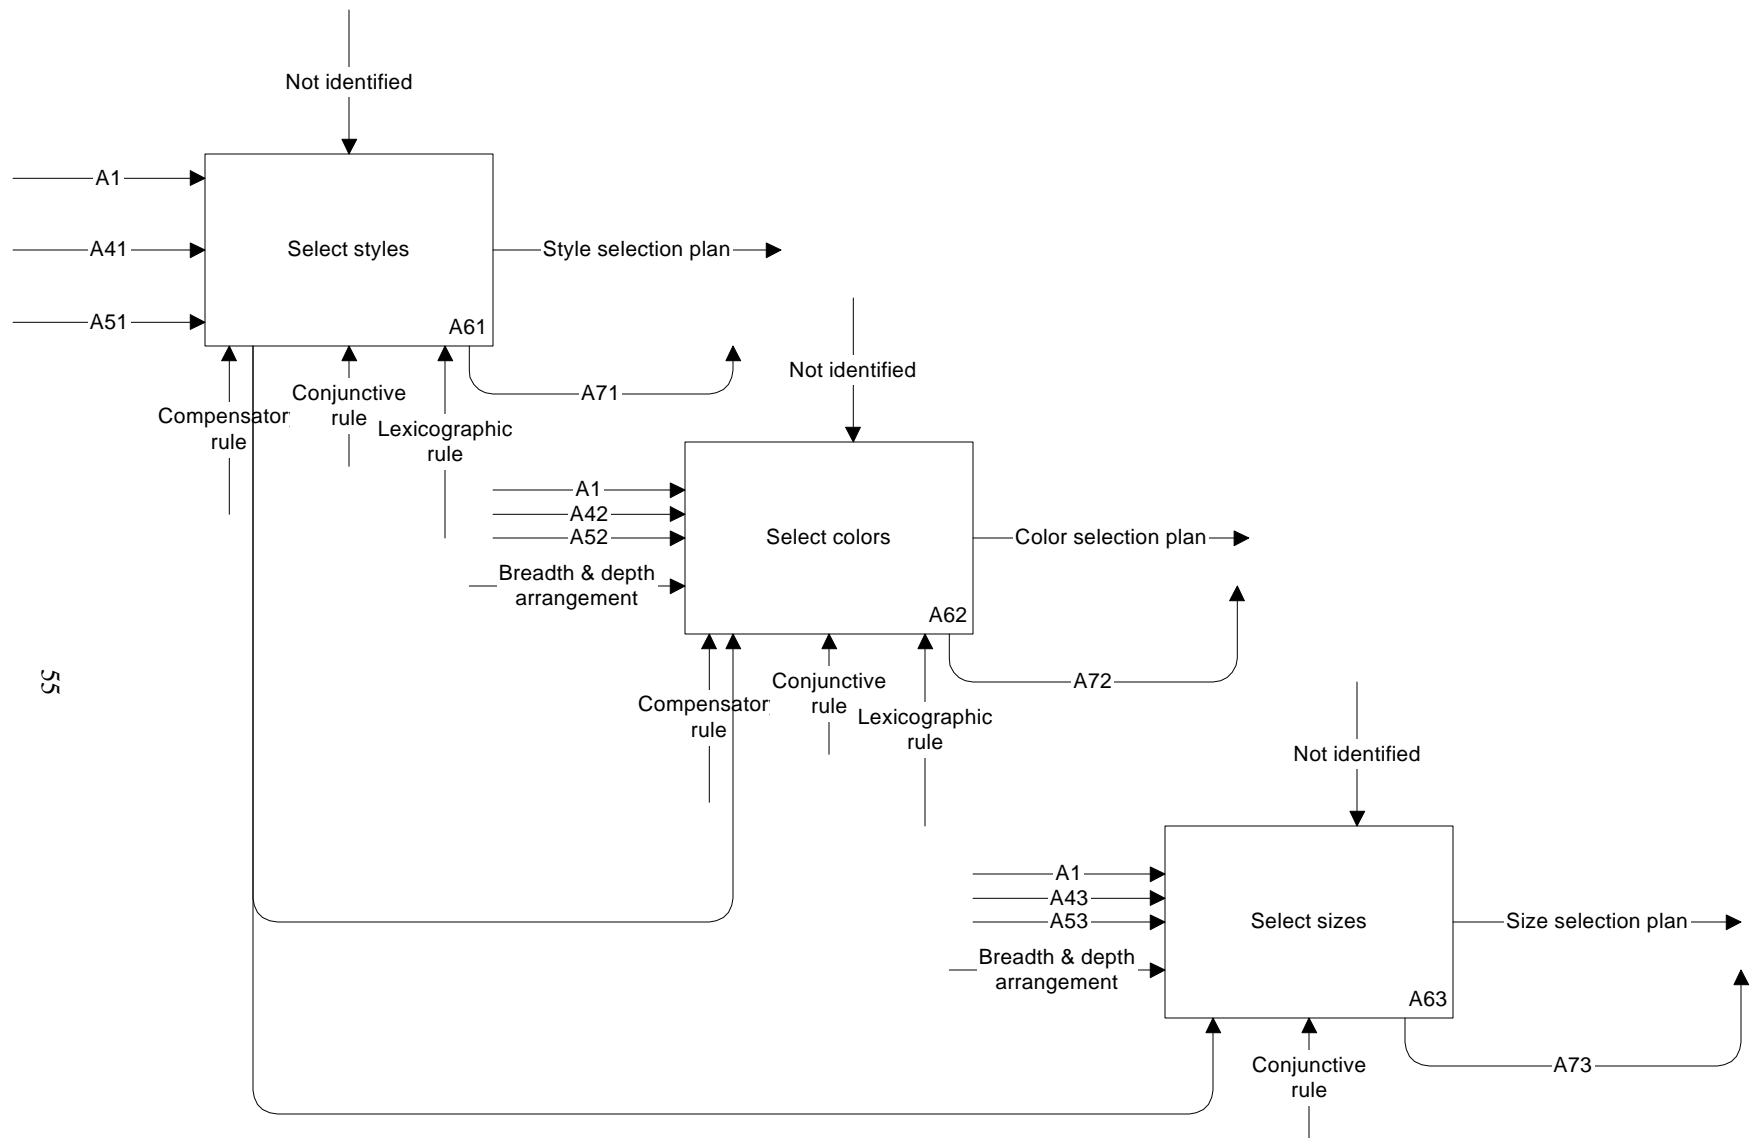 Not identified
A1
Select styles
A41
Style selection plan
A51
A61
Not identified
A71
Conjunctive
rule
Compensator
rule
Lexicographic
rule
A1
A42
Select colors
A52
Color selection plan
Breadth & depth
arrangement
A62
55
Conjunctive
rule
A72
Compensator
rule
Lexicographic
rule
Not identified
A1
A43
Select sizes
A53
Size selection plan
Breadth & depth
arrangement
A63
Conjunctive
rule
A73